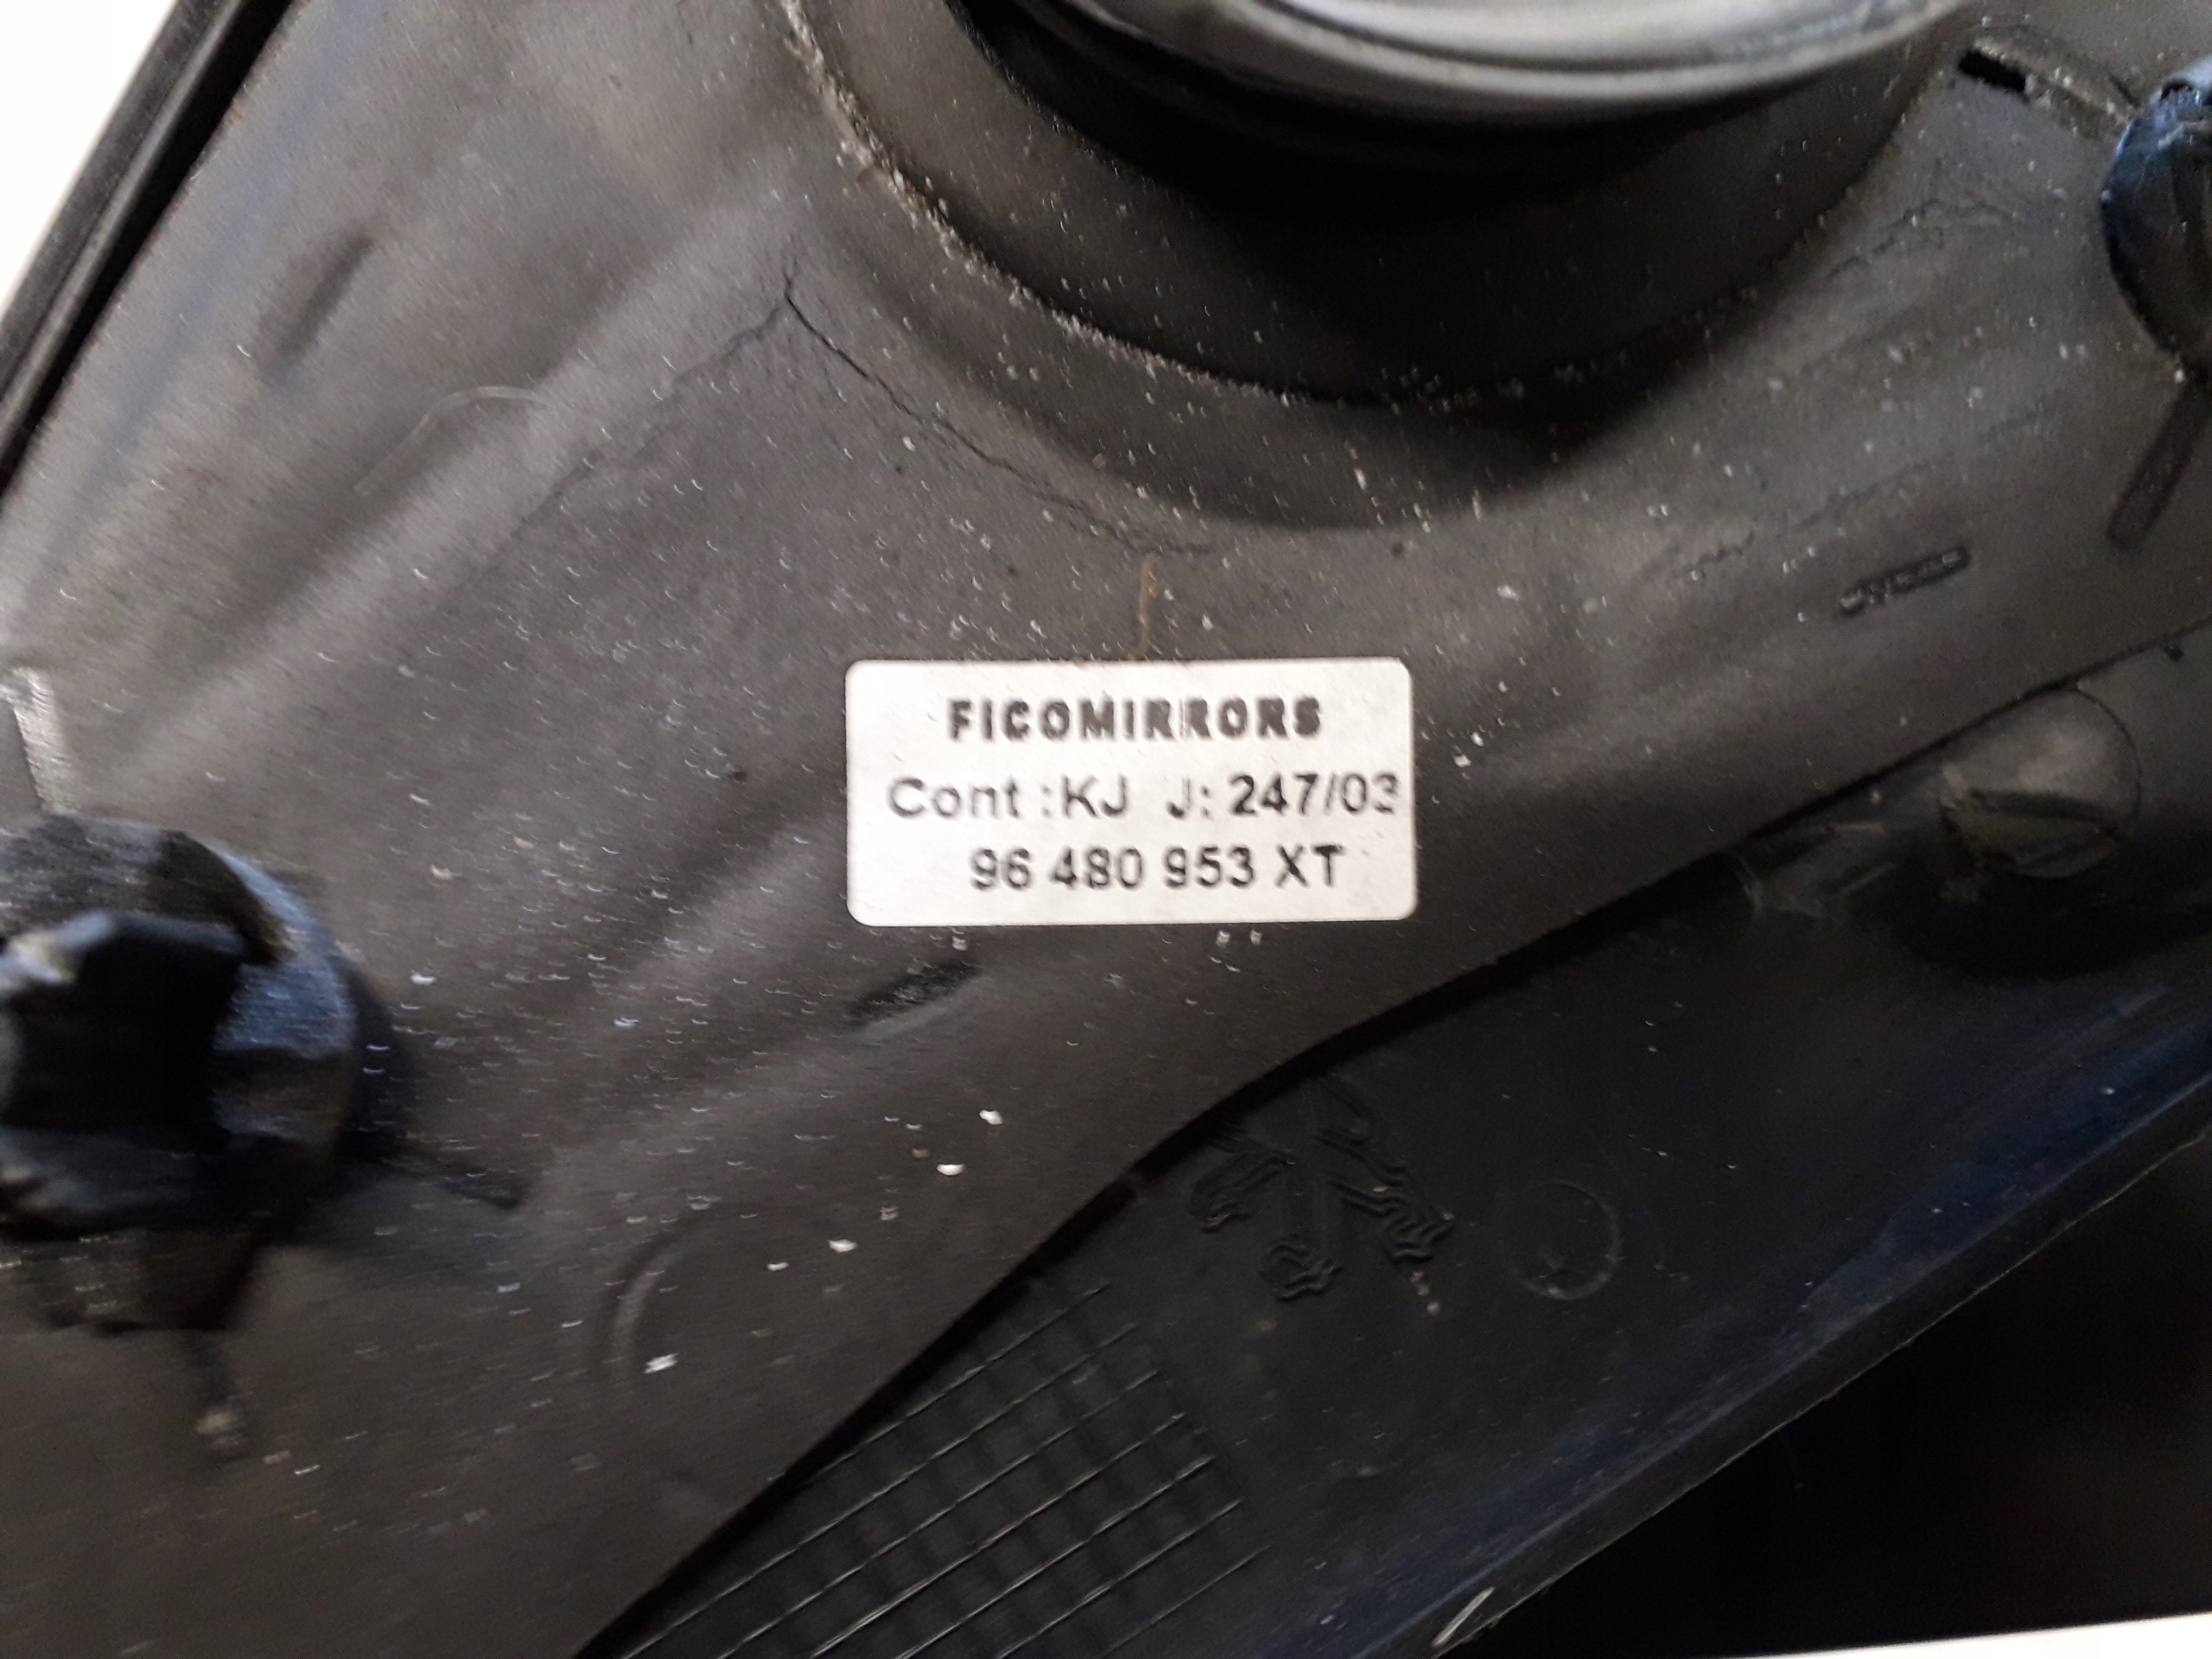 FICOMIRRORS
Cont :KJ J: 247/03
96 480 953 XT